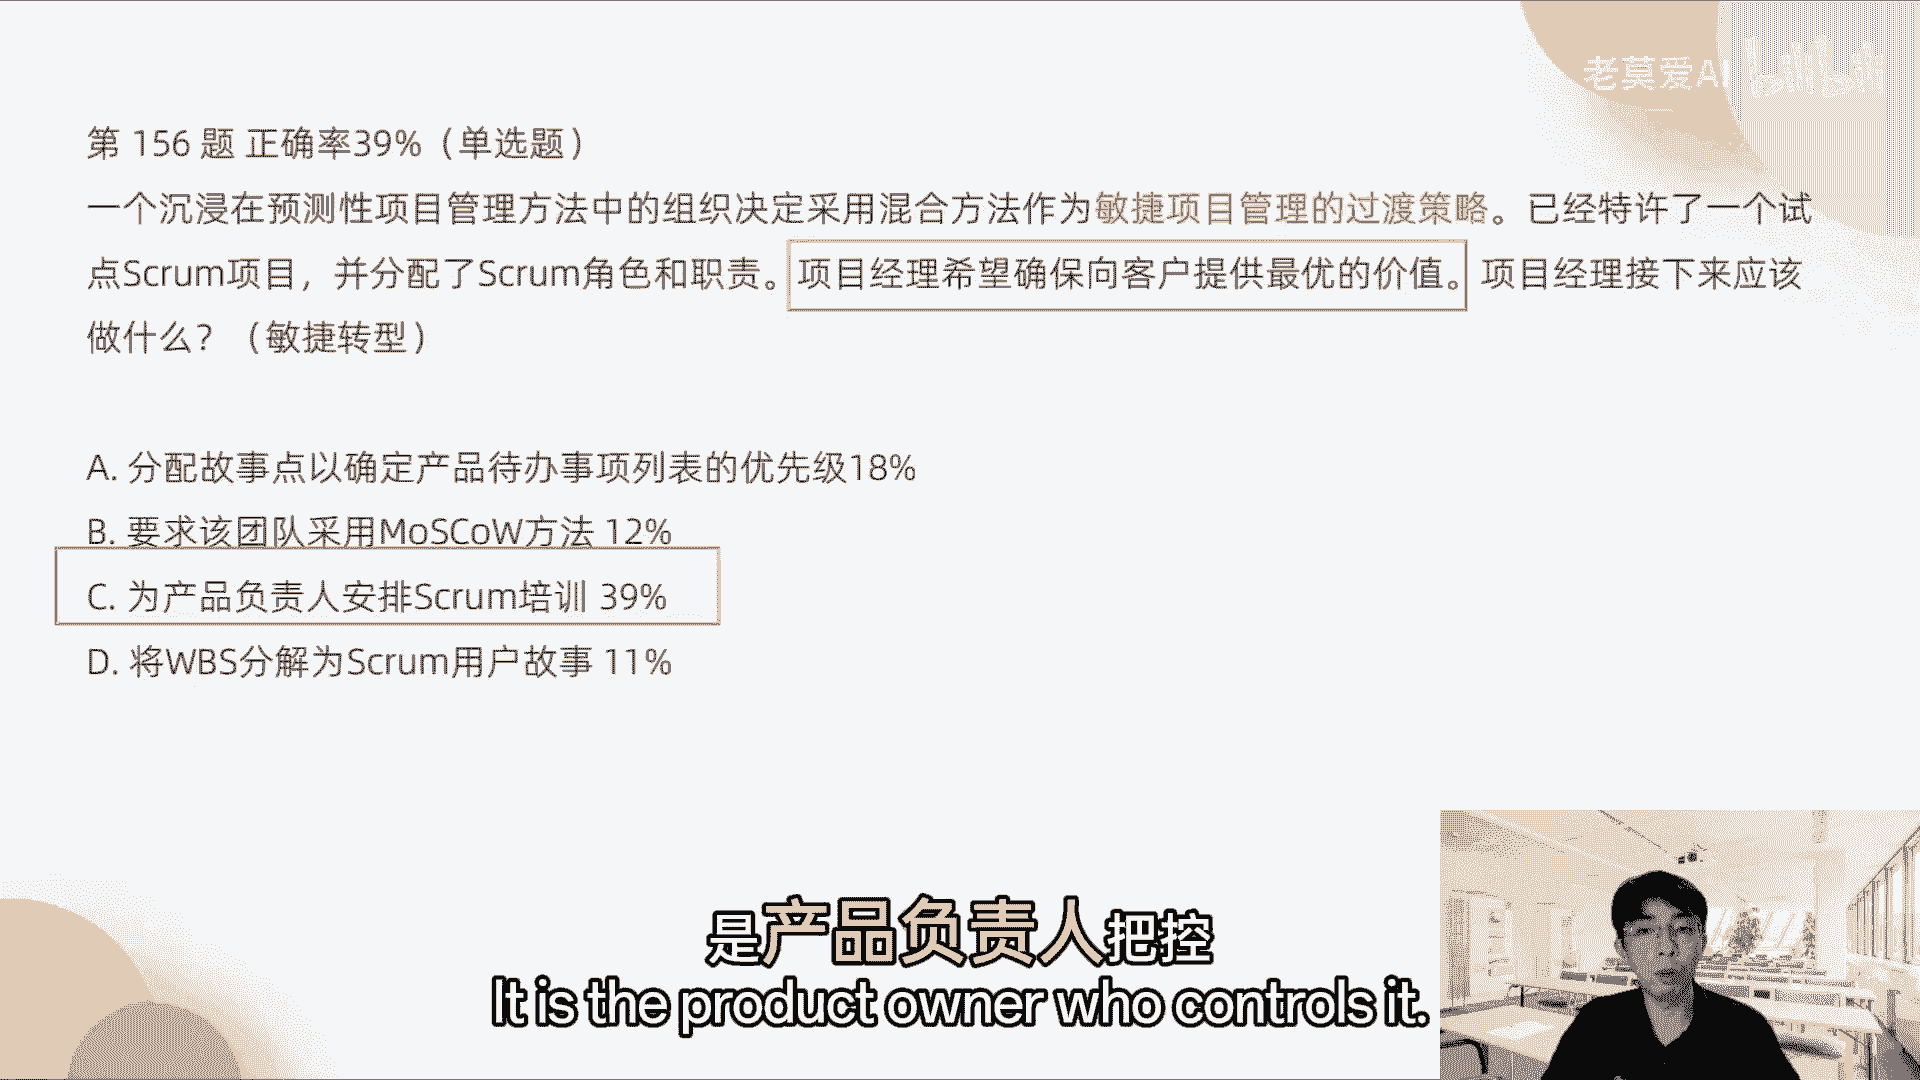 老莫爱AI bilibili
第 156 题 正确率39%（单选题）
一个沉浸在预测性项目管理方法中的组织决定采用混合方法作为敏捷项目管理的过渡策略。已经特许了一个试
点Scrum项目，并分配了Scrum角色和职责。项目经理希望确保向客户提供最优的价值。项目经理接下来应该
做什么？（敏捷转型）
A. 分配故事点以确定产品待办事项列表的优先级18%
B. 要求该团队采用MoSCoW方法 12%
C. 为产品负责人安排Scrum培训 39%
D. 将WBS分解为Scrum用户故事 11%
是产品负责人把控
It is the product owner who controls it.